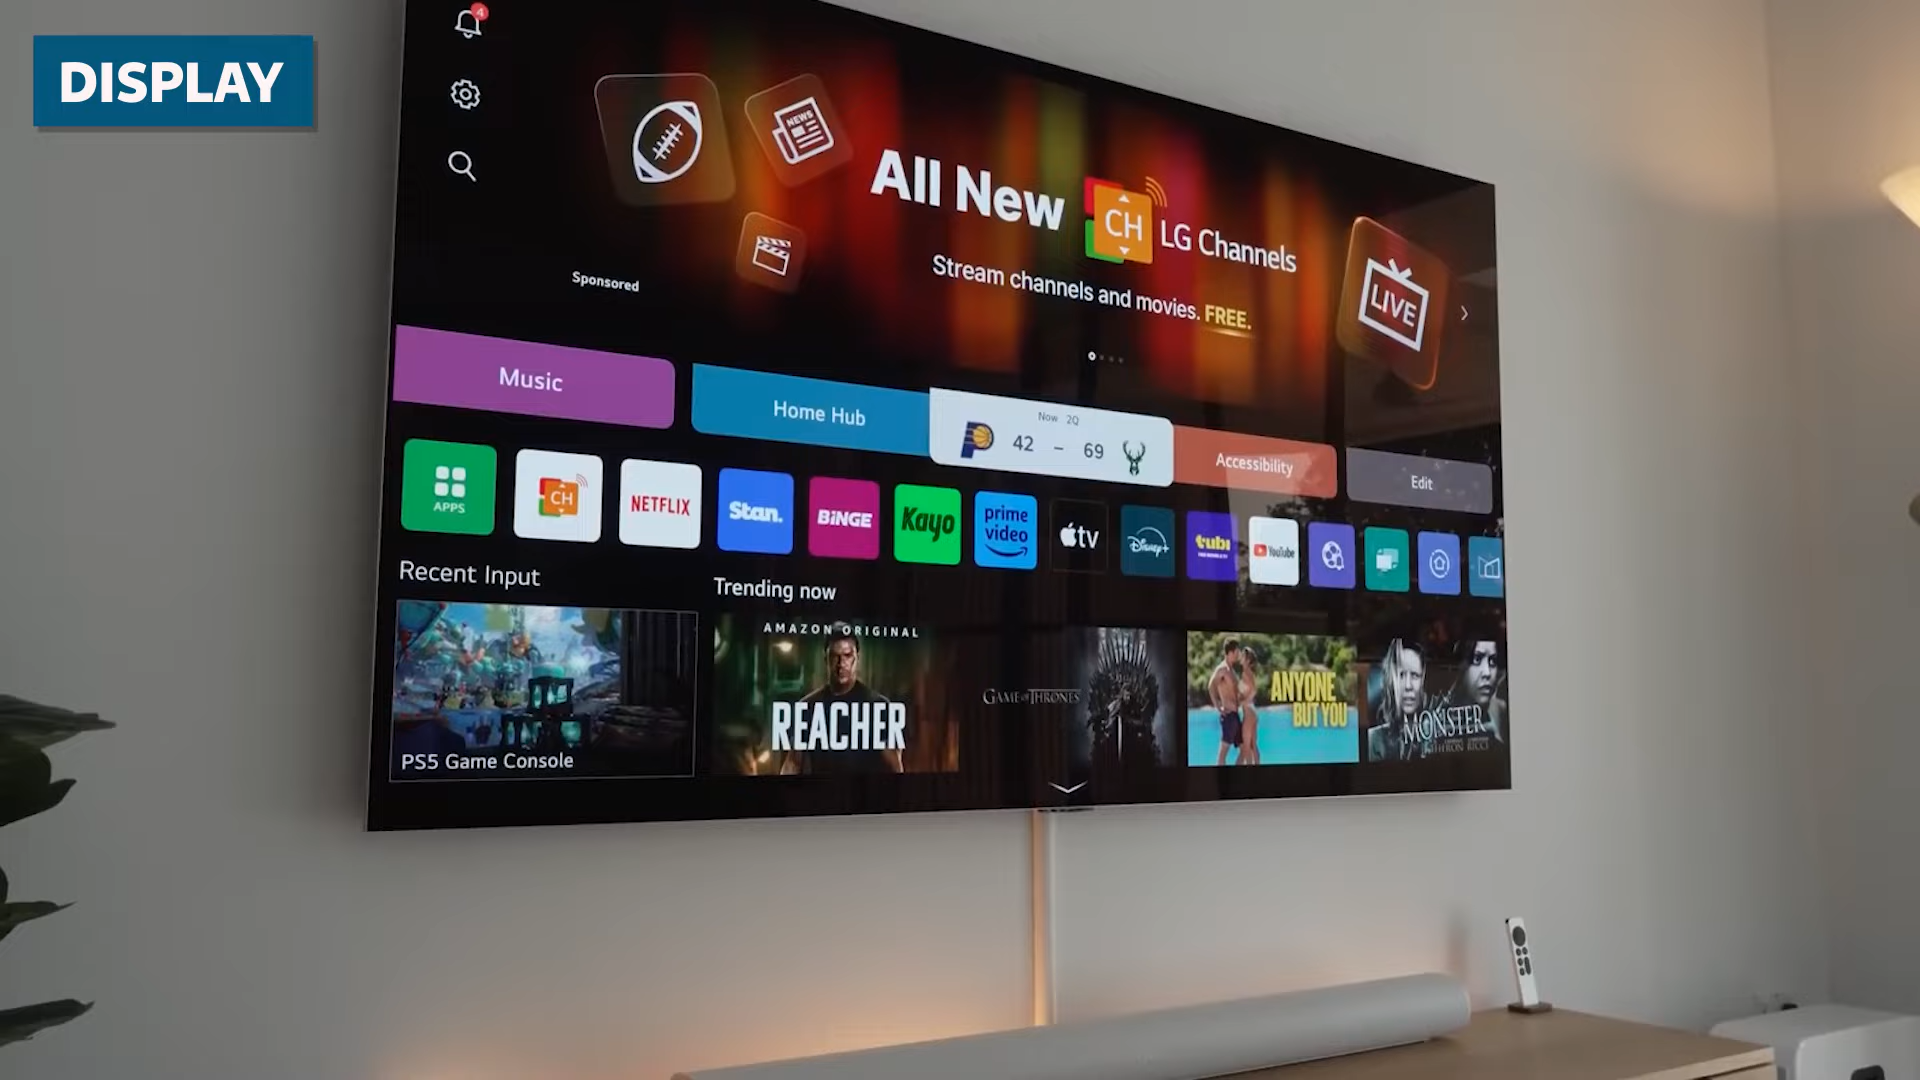 DISPLAY
4
NEWS
All New
CH
LG Channels
Stream channels and movies. FREE.
Sponsored
LIVE
Music
Home Hub
Now 2Q
42 – 69
Accessibility
Edit
APPS
CH
NETFLIX
Stan.
BiNGE
Kayo
prime video
tv
Disney+
tubi
YouTube
Recent Input
Trending now
PS5 Game Console
AMAZON ORIGINAL
REACHER
GAME OF THRONES
ANYONE
BUT YOU
MONSTER